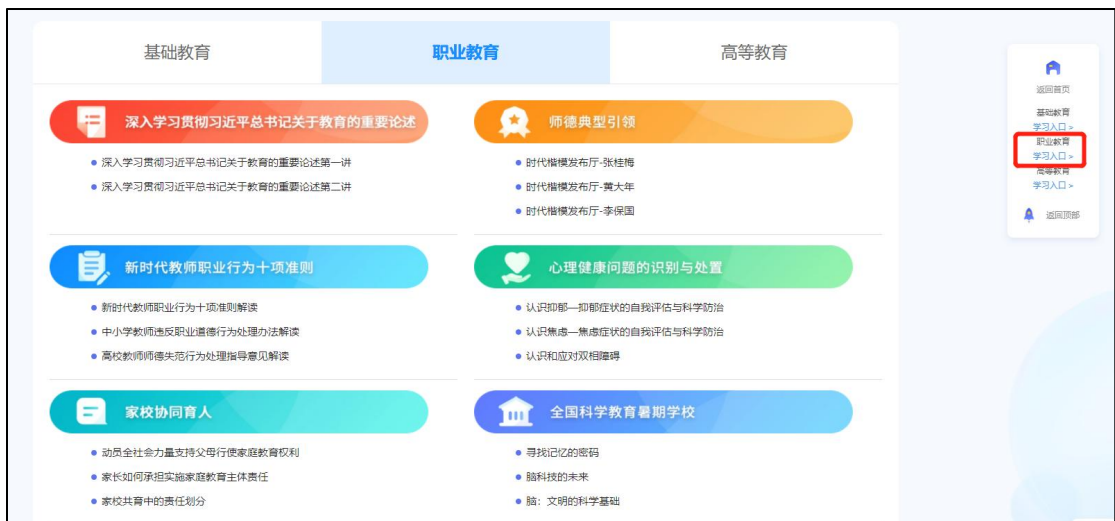 基础教育
职业教育
高等教育
深入学习贯彻习近平总书记关于教育的重要论述
深入学习贯彻习近平总书记关于教育的重要论述第一讲
深入学习贯彻习近平总书记关于教育的重要论述第二讲
师德典型引领
时代楷模发布厅-张桂梅
时代楷模发布厅-黄大年
时代楷模发布厅-李保国
新时代教师职业行为十项准则
新时代教师职业行为十项准则解读
中小学教师违反职业道德行为处理办法解读
高校教师师德失范行为处理指导意见解读
心理健康问题的识别与处置
认识抑郁—抑郁症状的自我评估与科学防治
认识焦虑—焦虑症状的自我评估与科学防治
认识和应对双相障碍
家校协同育人
动员全社会力量支持父母行使家庭教育权利
家长如何承担实施家庭教育主体责任
家校共育中的责任划分
全国科学教育暑期学校
寻找记忆的密码
脑科技的未来
脑：文明的科学基础
返回首页
基础教育
学习入口 >
职业教育
学习入口 >
高等教育
学习入口 >
返回顶部